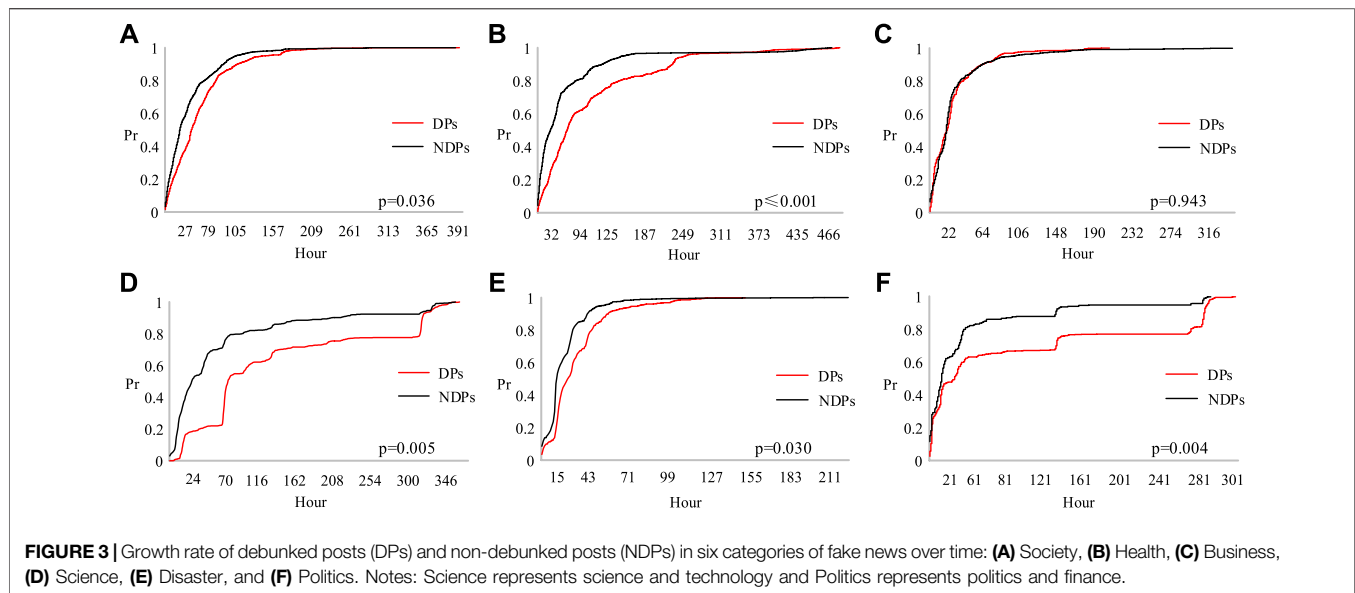 A
1
0.8
0.6
Pr
0.4
0.2
0
DPs
NDPs
p=0.036
27 79 105 157 209 261 313 365 391
Hour
B
1
0.8
0.6
Pr
0.4
0.2
0
DPs
NDPs
p≤0.001
32 94 125 187 249 311 373 435 466
Hour
C
1
0.8
0.6
Pr
0.4
0.2
0
DPs
NDPs
p=0.943
22 64 106 148 190 232 274 316
Hour
D
1
0.8
0.6
Pr
0.4
0.2
0
DPs
NDPs
p=0.005
24 70 116 162 208 254 300 346
Hour
E
1
0.8
0.6
Pr
0.4
0.2
0
DPs
NDPs
p=0.030
15 43 71 99 127 155 183 211
Hour
F
1
0.8
0.6
Pr
0.4
0.2
0
DPs
NDPs
p=0.004
21 61 81 121 161 201 241 281 301
Hour
FIGURE 3 | Growth rate of debunked posts (DPs) and non-debunked posts (NDPs) in six categories of fake news over time: (A) Society, (B) Health, (C) Business,
(D) Science, (E) Disaster, and (F) Politics. Notes: Science represents science and technology and Politics represents politics and finance.